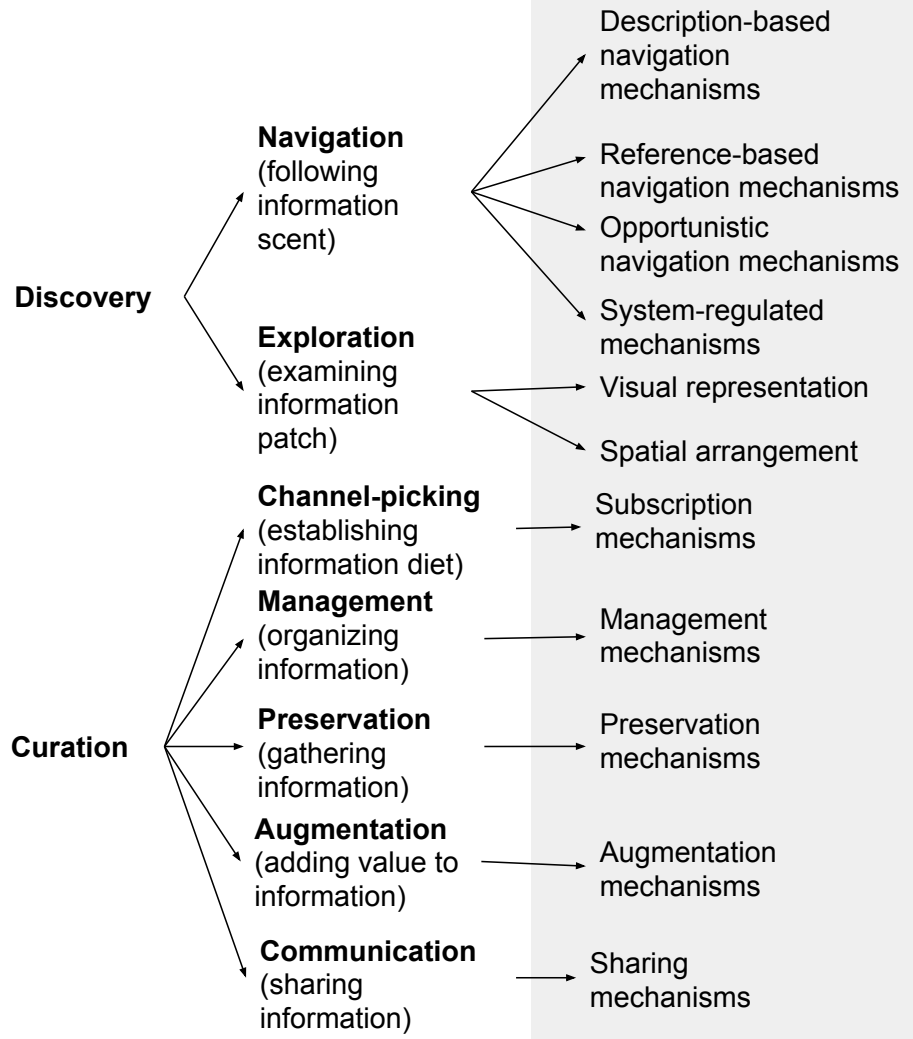 Description-based
navigation
mechanisms
Navigation
(following
information
scent)
Reference-based
navigation mechanisms
Opportunistic
navigation mechanisms
Discovery
System-regulated
mechanisms
Exploration
(examining
information
patch)
Visual representation
Spatial arrangement
Channel-picking
(establishing
information diet)
Subscription
mechanisms
Management
(organizing
information)
Management
mechanisms
Curation
Preservation
(gathering
information)
Preservation
mechanisms
Augmentation
(adding value to
information)
Augmentation
mechanisms
Communication
(sharing
information)
Sharing
mechanisms